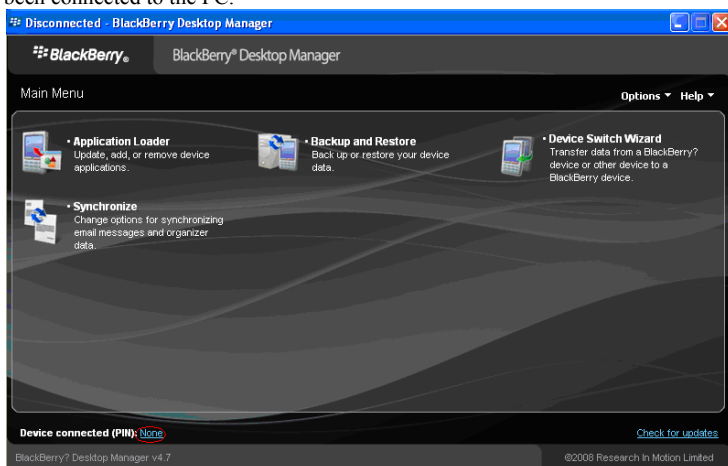 been connected to the PC.
Disconnected - BlackBerry Desktop Manager
BlackBerry®
BlackBerry® Desktop Manager
Main Menu
Options Help
Application Loader
Update, add, or remove device
applications.
Backup and Restore
Back up or restore your device
data.
Device Switch Wizard
Transfer data from a BlackBerry?
device or other device to a
BlackBerry device.
Synchronize
Change options for synchronizing
email messages and organizer
data.
Device connected (PIN): None
Check for updates
BlackBerry? Desktop Manager v4.7
©2008 Research In Motion Limited